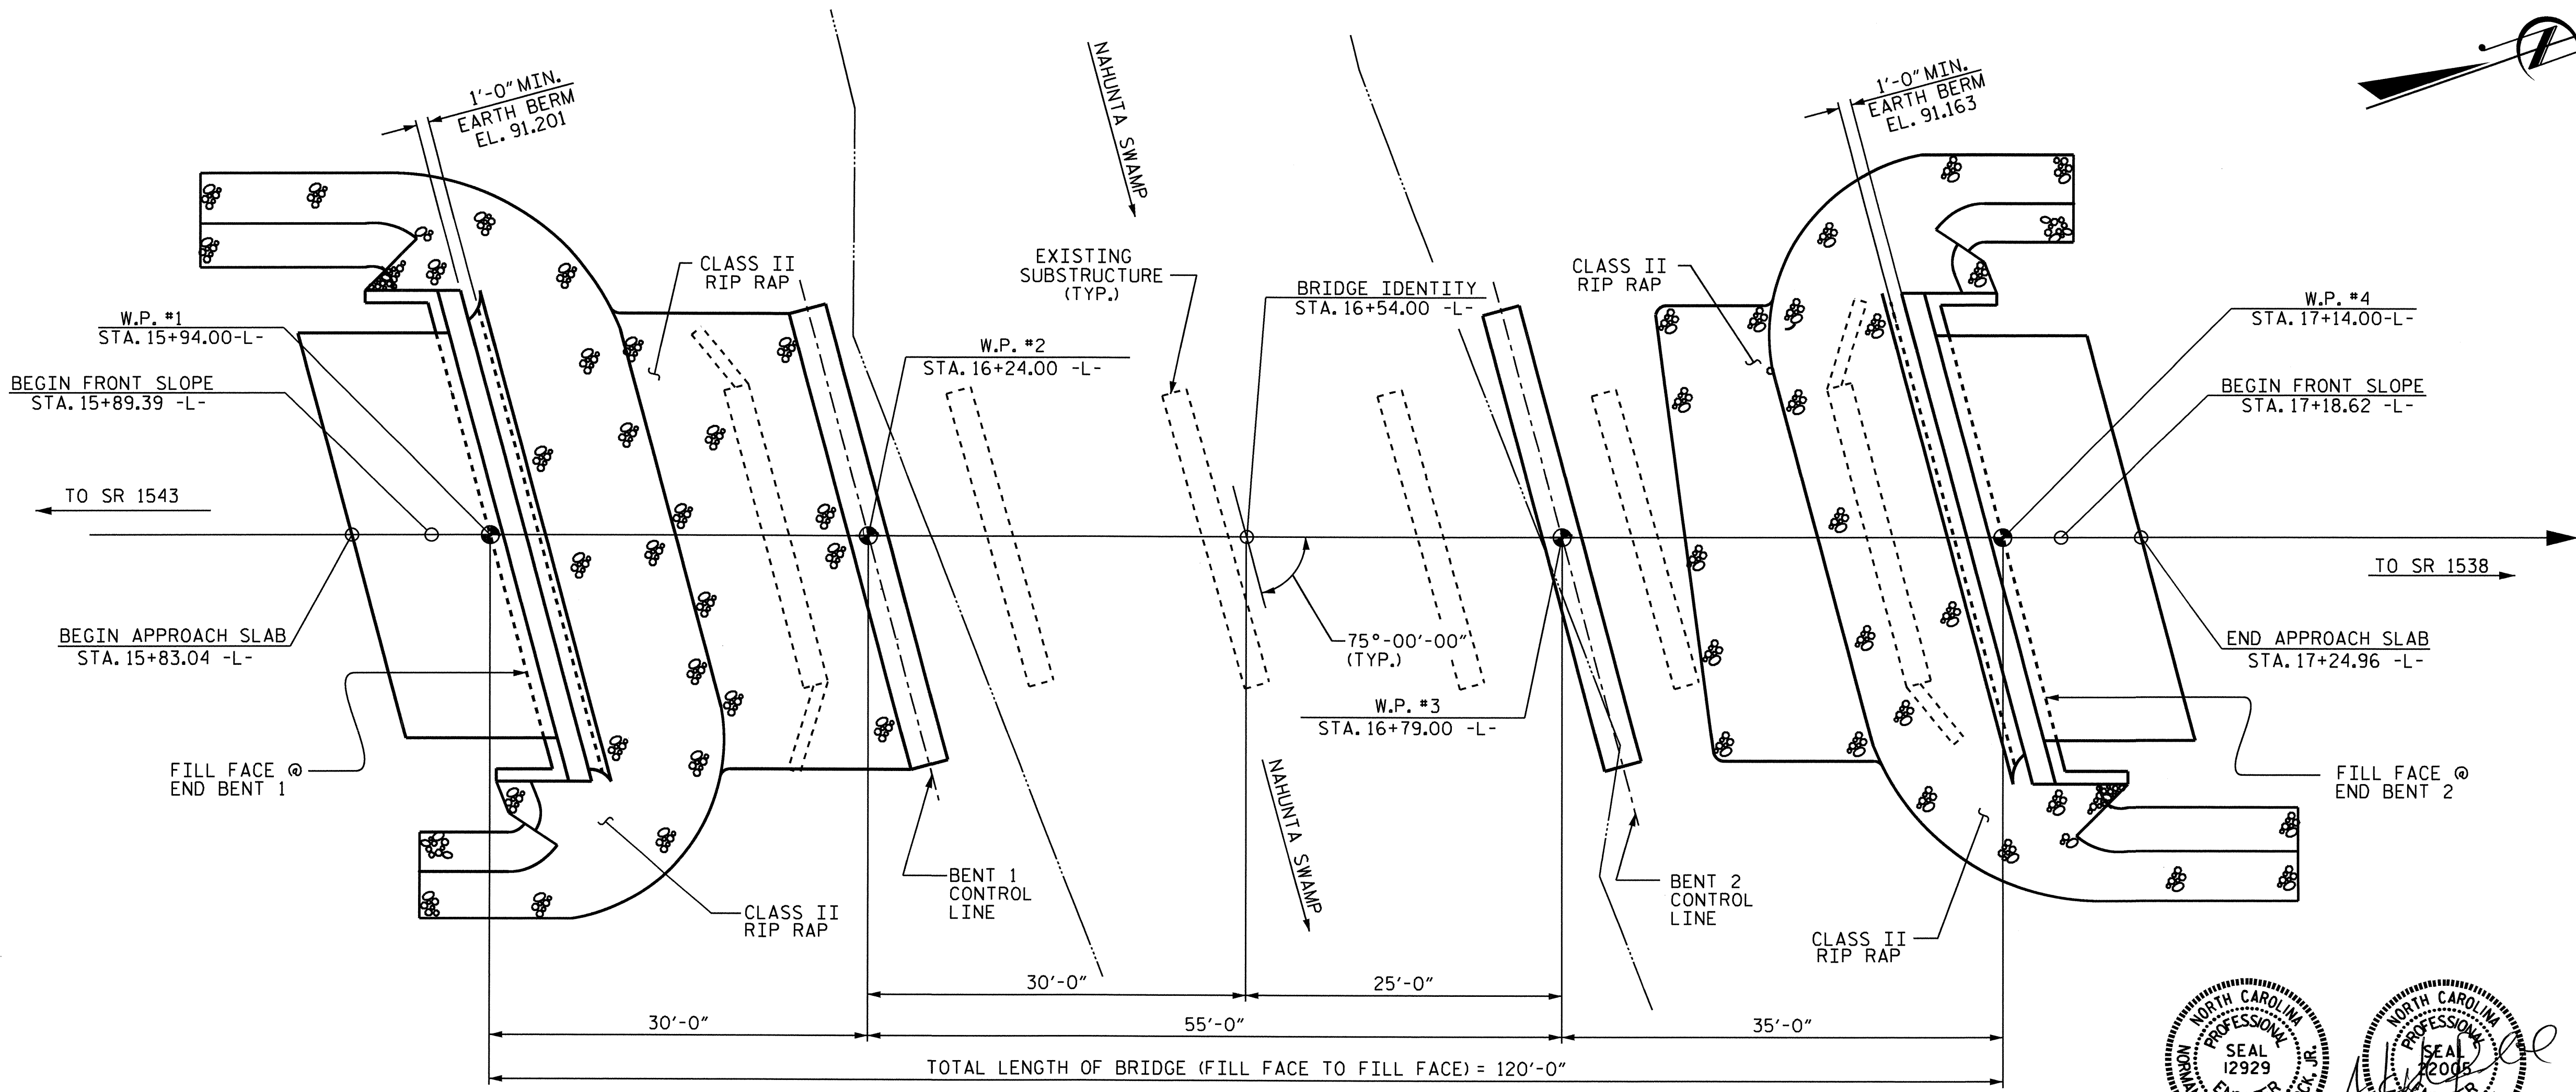 1'-0" MIN.
EARTH BERM
EL. 91.201
NAHUNTA SWAMP
1'-0" MIN.
EARTH BERM
EL. 91.163
CLASS II
RIP RAP
EXISTING
SUBSTRUCTURE
(TYP.)
BRIDGE IDENTITY
STA. 16+54.00 -L-
CLASS II
RIP RAP
W.P. #1
STA. 15+94.00-L-
W.P. #2
STA. 16+24.00 -L-
W.P. #4
STA. 17+14.00-L-
BEGIN FRONT SLOPE
STA. 15+89.39 -L-
BEGIN FRONT SLOPE
STA. 17+18.62 -L-
TO SR 1543
TO SR 1538
BEGIN APPROACH SLAB
STA. 15+83.04 -L-
75°-00'-00"
(TYP.)
END APPROACH SLAB
STA. 17+24.96 -L-
W.P. #3
STA. 16+79.00 -L-
FILL FACE @
END BENT 1
NAHUNTA SWAMP
FILL FACE @
END BENT 2
BENT 1
CONTROL
LINE
BENT 2
CONTROL
LINE
CLASS II
RIP RAP
CLASS II
RIP RAP
30'-0"
25'-0"
30'-0"
55'-0"
35'-0"
TOTAL LENGTH OF BRIDGE (FILL FACE TO FILL FACE) = 120'-0"
NORTH CAROLINA
PROFESSIONAL
SEAL
12929
NORTH CAROLINA
PROFESSIONAL
SEAL
22005